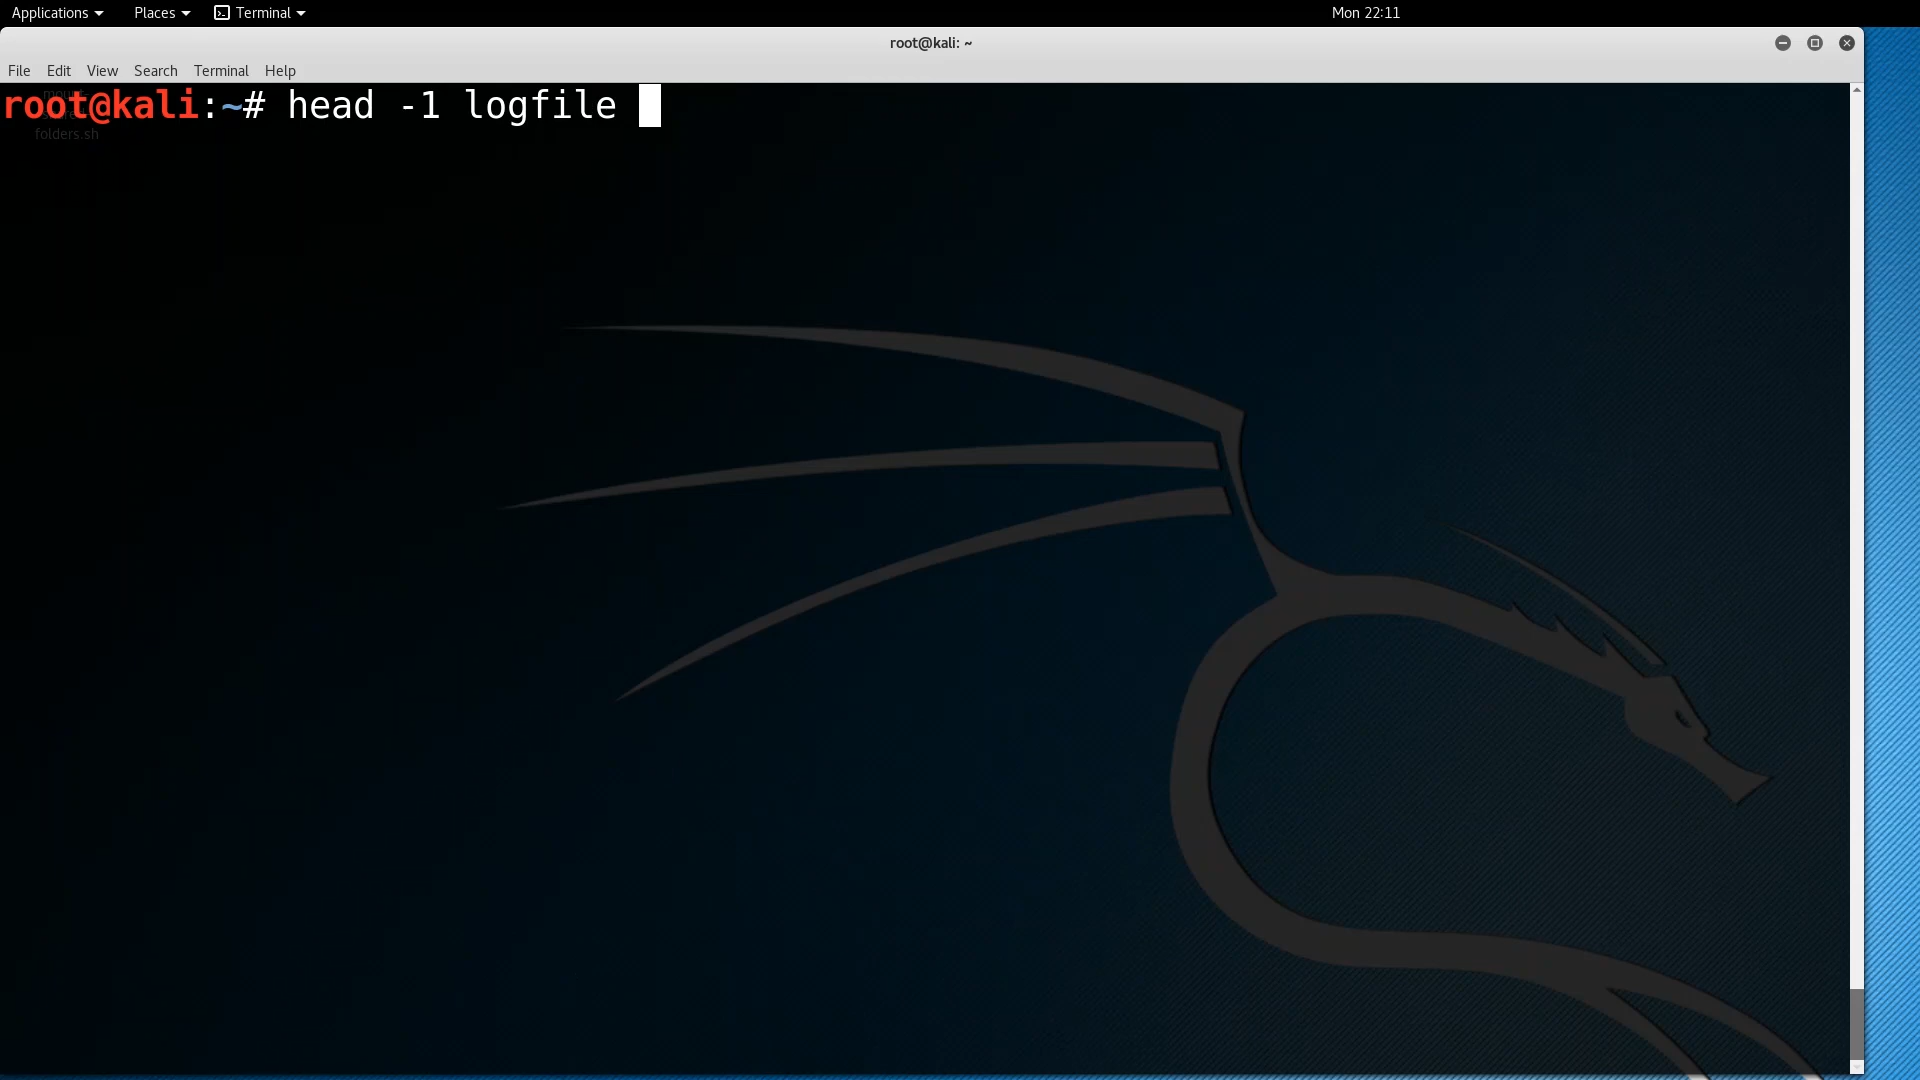 Applications Places Terminal Mon 22:11
root@kali: ~
File Edit View Search Terminal Help
root@kali:~# head -1 logfile
folders.sh